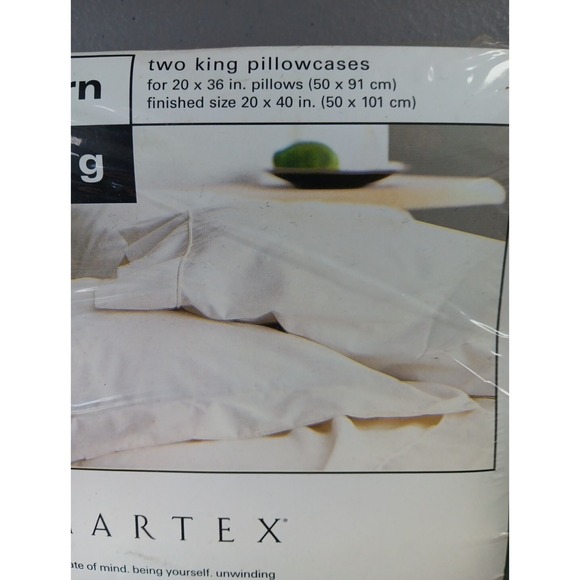 two king pillowcases
for 20 x 36 in. pillows (50 x 91 cm)
finished size 20 x 40 in. (50 x 101 cm)
rn
g
ARTEX®
ate of mind. being yourself. unwinding